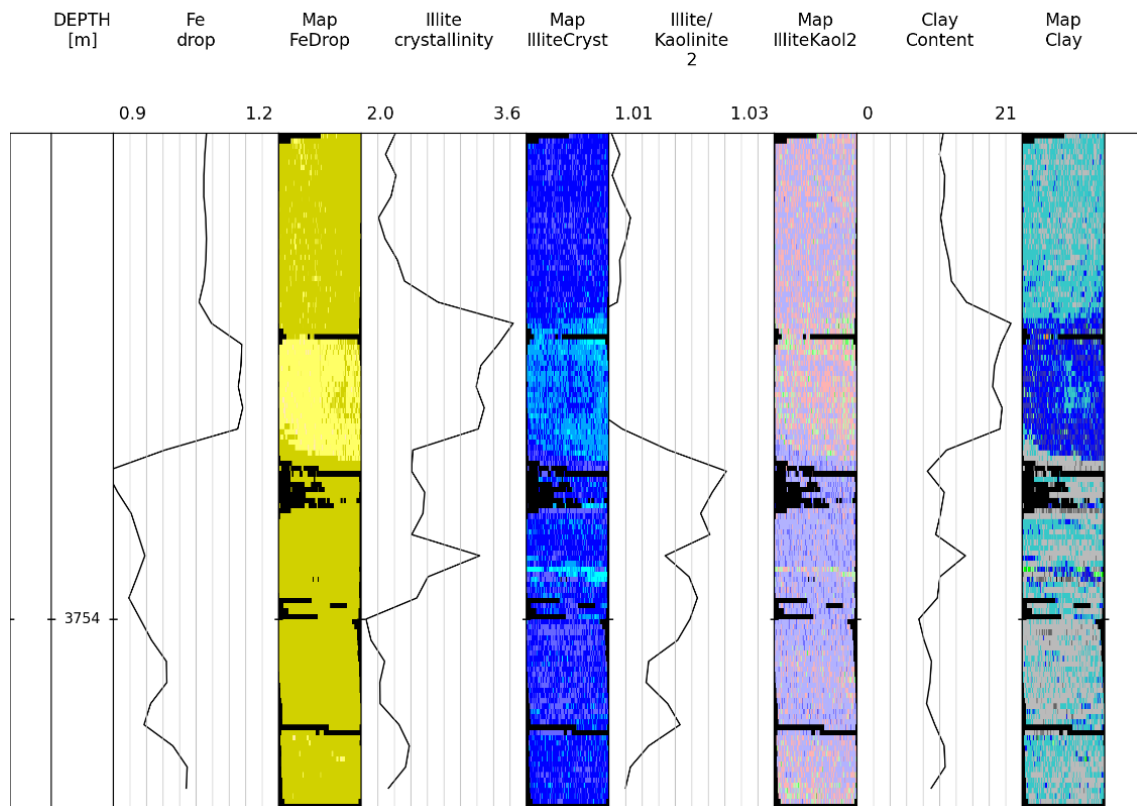 DEPTH
[m]
Fe
drop
Map
FeDrop
Illite
crystallinity
Map
IlliteCryst
Illite/
Kaolinite
2
Map
IlliteKaol2
Clay
Content
Map
Clay
0.9 1.2 2.0 3.6 1.01 1.03 0 21
3754